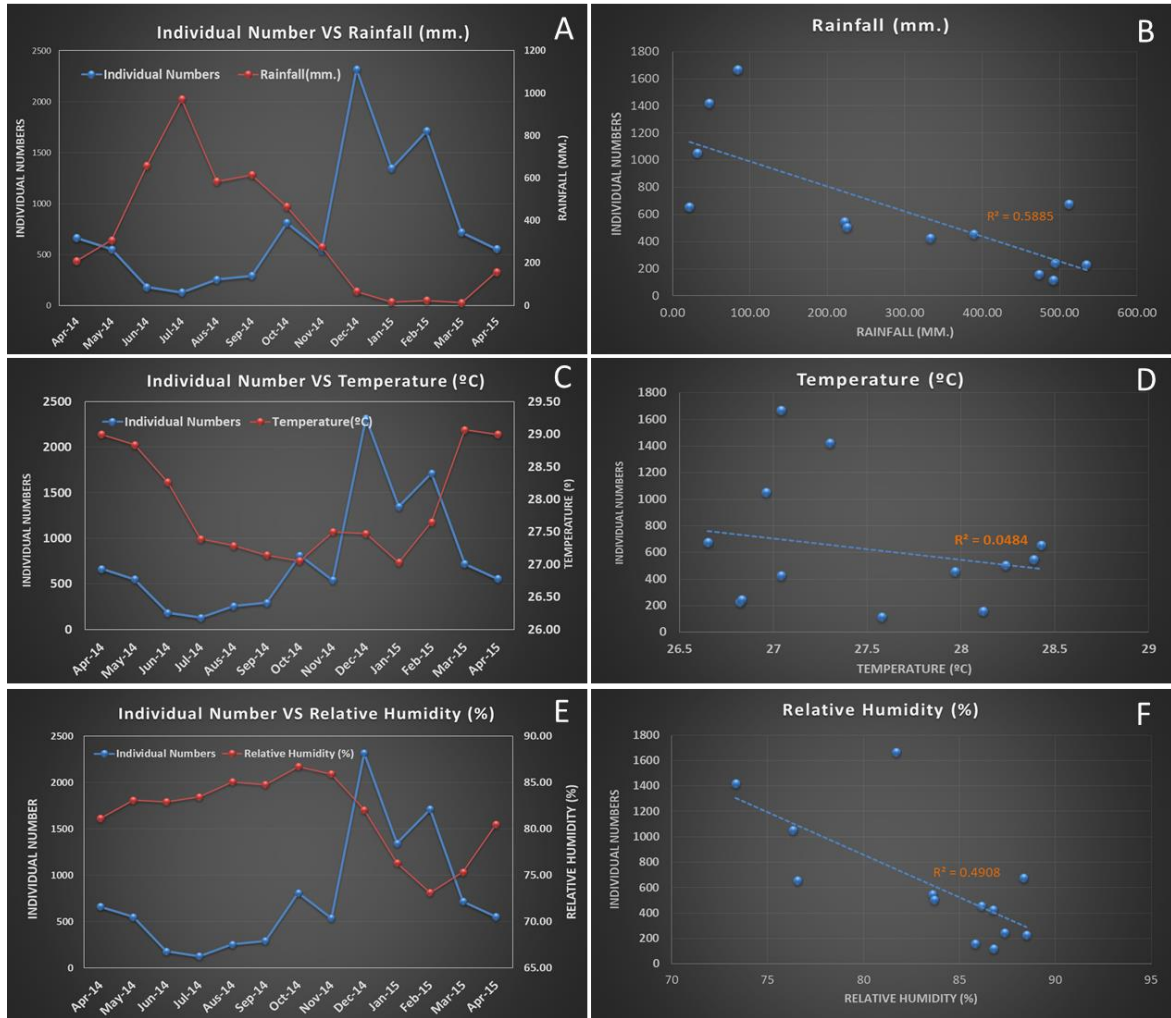 Individual Number VS Rainfall (mm.)
A
Individual Numbers
Rainfall(mm.)
INDIVIDUAL NUMBERS
RAINFALL (MM.)
2500
2000
1500
1000
500
0
1200
1000
800
600
400
200
0
Apr-14
May-14
Jun-14
Jul-14
Aug-14
Sep-14
Oct-14
Nov-14
Dec-14
Jan-15
Feb-15
Mar-15
Apr-15
Rainfall (mm.)
B
INDIVIDUAL NUMBERS
1800
1600
1400
1200
1000
800
600
400
200
0
R² = 0.5885
0.00
100.00
200.00
300.00
400.00
500.00
600.00
RAINFALL (MM.)
Individual Number VS Temperature (ºC)
C
Individual Numbers
Temperature(ºC)
INDIVIDUAL NUMBERS
TEMPERATURE (º)
2500
2000
1500
1000
500
0
29.50
29.00
28.50
28.00
27.50
27.00
26.50
26.00
Apr-14
May-14
Jun-14
Jul-14
Aug-14
Sep-14
Oct-14
Nov-14
Dec-14
Jan-15
Feb-15
Mar-15
Apr-15
Temperature (ºC)
D
INDIVIDUAL NUMBERS
1800
1600
1400
1200
1000
800
600
400
200
0
R² = 0.0484
26.5
27
27.5
28
28.5
29
TEMPERATURE (ºC)
Individual Number VS Relative Humidity (%)
E
Individual Numbers
Relative Humidity (%)
INDIVIDUAL NUMBER
RELATIVE HUMIDITY (%)
2500
2000
1500
1000
500
0
90.00
85.00
80.00
75.00
70.00
65.00
Apr-14
May-14
Jun-14
Jul-14
Aug-14
Sep-14
Oct-14
Nov-14
Dec-14
Jan-15
Feb-15
Mar-15
Apr-15
Relative Humidity (%)
F
INDIVIDUAL NUMBERS
1800
1600
1400
1200
1000
800
600
400
200
0
R² = 0.4908
70
75
80
85
90
95
RELATIVE HUMIDITY (%)